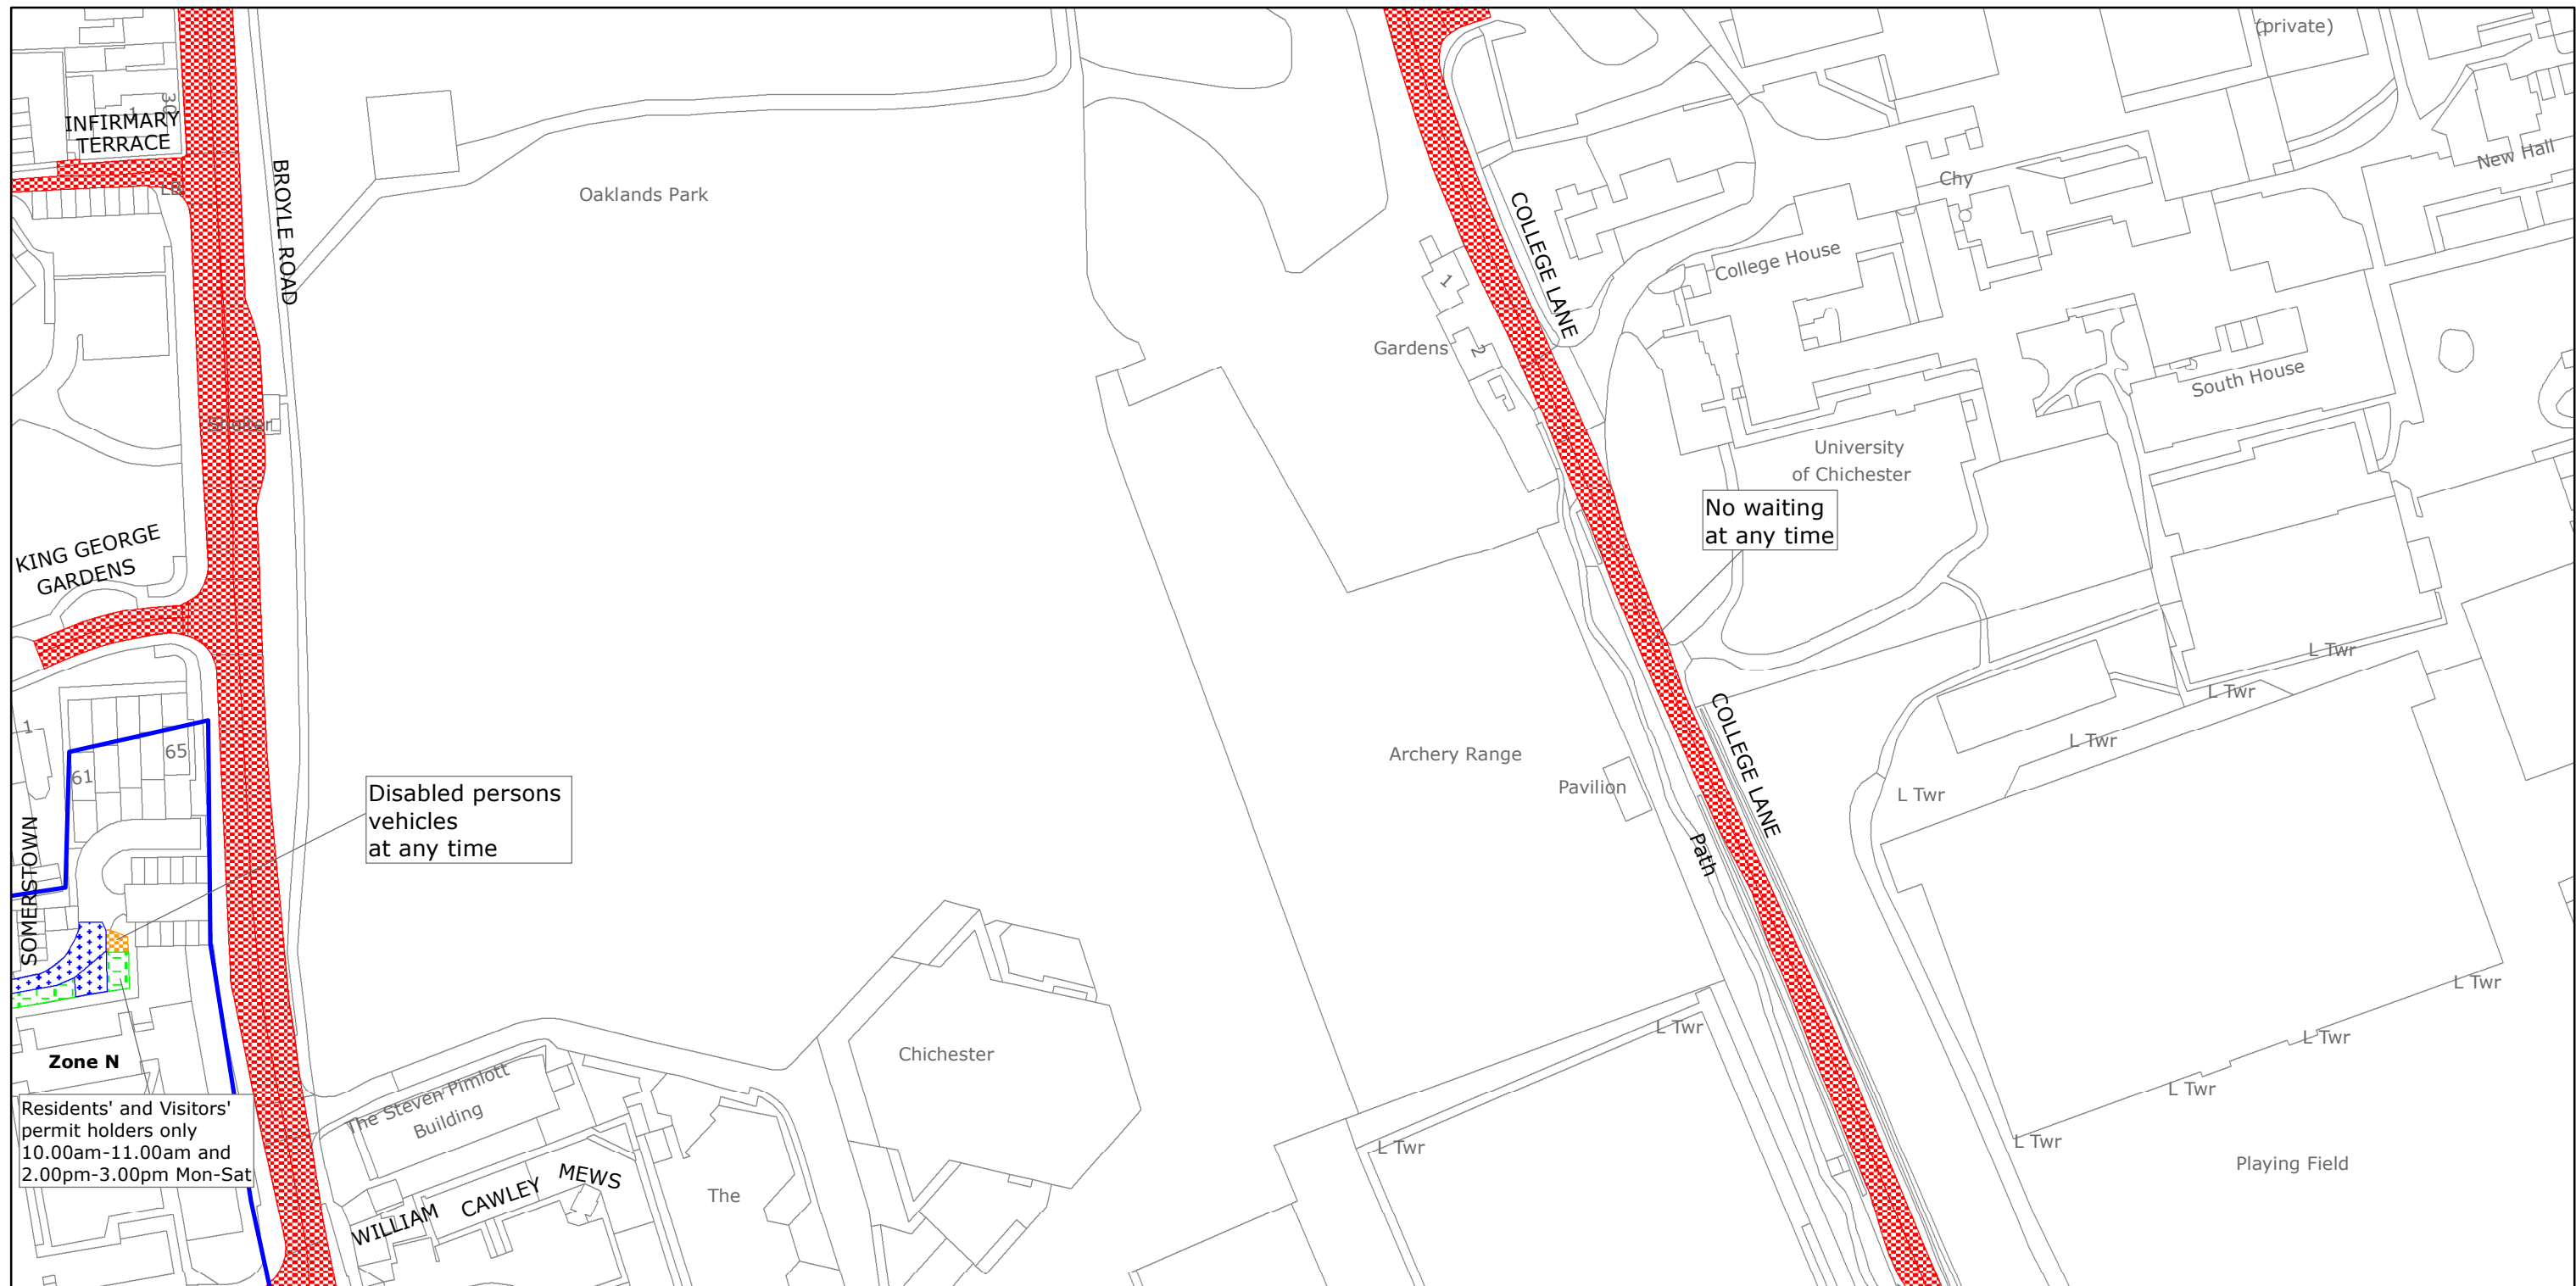 (private)
30
1
INFIRMARY
TERRACE
LB
BROYLE ROAD
Oaklands Park
COLLEGE LANE
Chy
New Hall
College House
1
2
Gardens
South House
University
of Chichester
No waiting
at any time
KING GEORGE
GARDENS
L Twr
L Twr
L Twr
L Twr
COLLEGE LANE
1
65
61
Archery Range
Pavilion
Path
Disabled persons
vehicles
at any time
SOMERSTOWN
L Twr
L Twr
L Twr
L Twr
L Twr
L Twr
Chichester
Zone N
The Steven Pimlott
Building
Residents' and Visitors'
permit holders only
10.00am-11.00am and
2.00pm-3.00pm Mon-Sat
WILLIAM CAWLEY MEWS
The
Playing Field